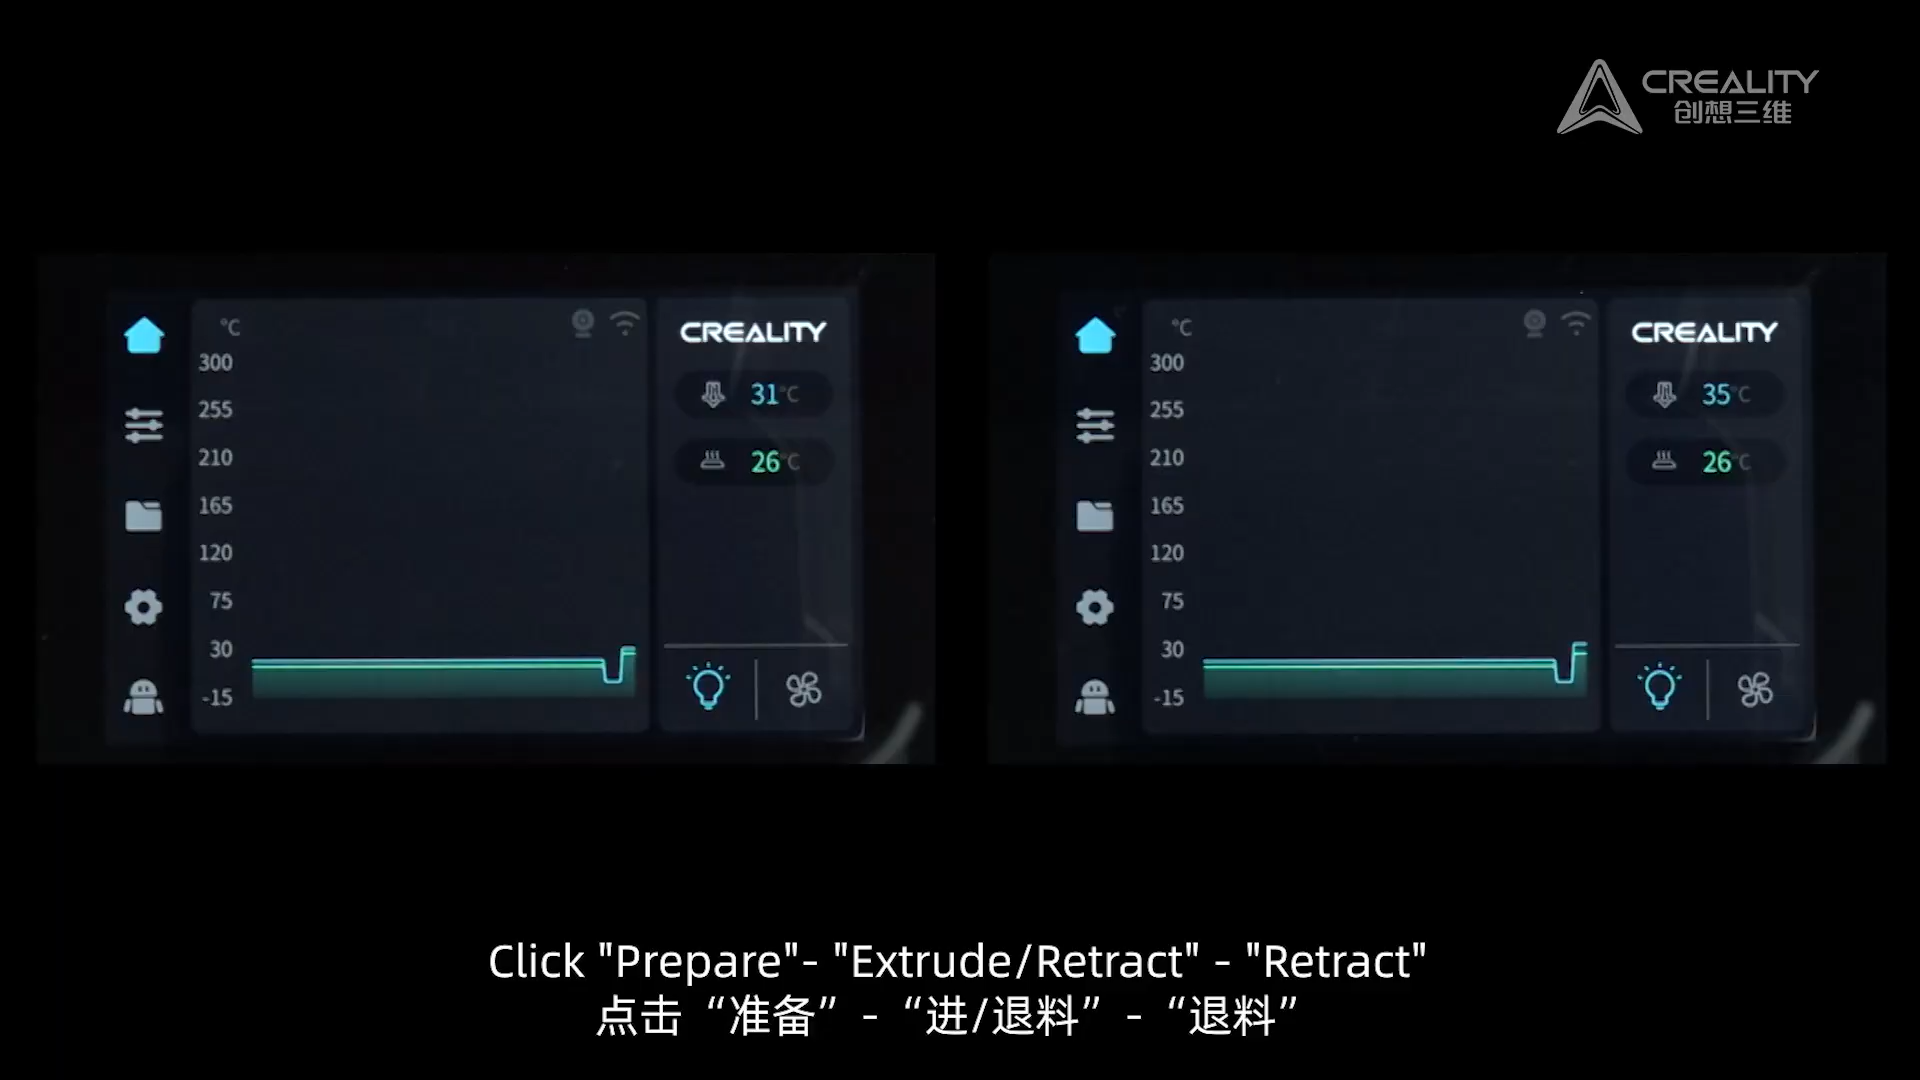 CREALITY
创想三维
°C
300
255
210
165
120
75
30
-15
CREALITY
31°C
26°C
°C
300
255
210
165
120
75
30
-15
CREALITY
35°C
26°C
Click "Prepare"- "Extrude/Retract" - "Retract"
点击“准备” -“进/退料” -“退料”